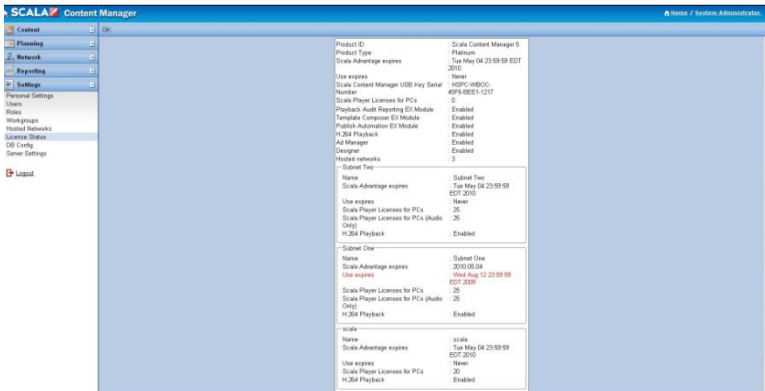 SCALA Content Manager
Home / System Administrator
Content
OK
Planning
Network
Reporting
Settings
Personal Settings
Users
Roles
Workgroups
Hosted Networks
License Status
DB Config
Server Settings
Logout
Product ID : Scala Content Manager 5
Product Type : Platinum
Scala Advantage expires : Tue May 04 23:59:59 EDT
2010
Use expires : Never
Scala Content Manager USB Key Serial
Number
Scala Player Licenses for PCs : 0
Playback Audit Reporting EX Module : Enabled
Template Composer EX Module : Enabled
Publish Automation EX Module : Enabled
H.264 Playback : Enabled
Ad Manager : Enabled
Designer : Enabled
Hosted networks : 3
Subnet Two
Name : Subnet Two
Scala Advantage expires : Tue May 04 23:59:59
EDT 2010
Use expires : Never
Scala Player Licenses for PCs : 25
Scala Player Licenses for PCs (Audio : 25
Only)
H.264 Playback : Enabled
Subnet One
Name : Subnet One
Scala Advantage expires : 2010.05.04
Use expires : Wed Aug 12 23:59:59
EDT 2009
Scala Player Licenses for PCs : 25
Scala Player Licenses for PCs (Audio : 25
Only)
H.264 Playback : Enabled
scala
Name : scala
Scala Advantage expires : Tue May 04 23:59:59
EDT 2010
Use expires : Never
Scala Player Licenses for PCs : 20
H.264 Playback : Enabled